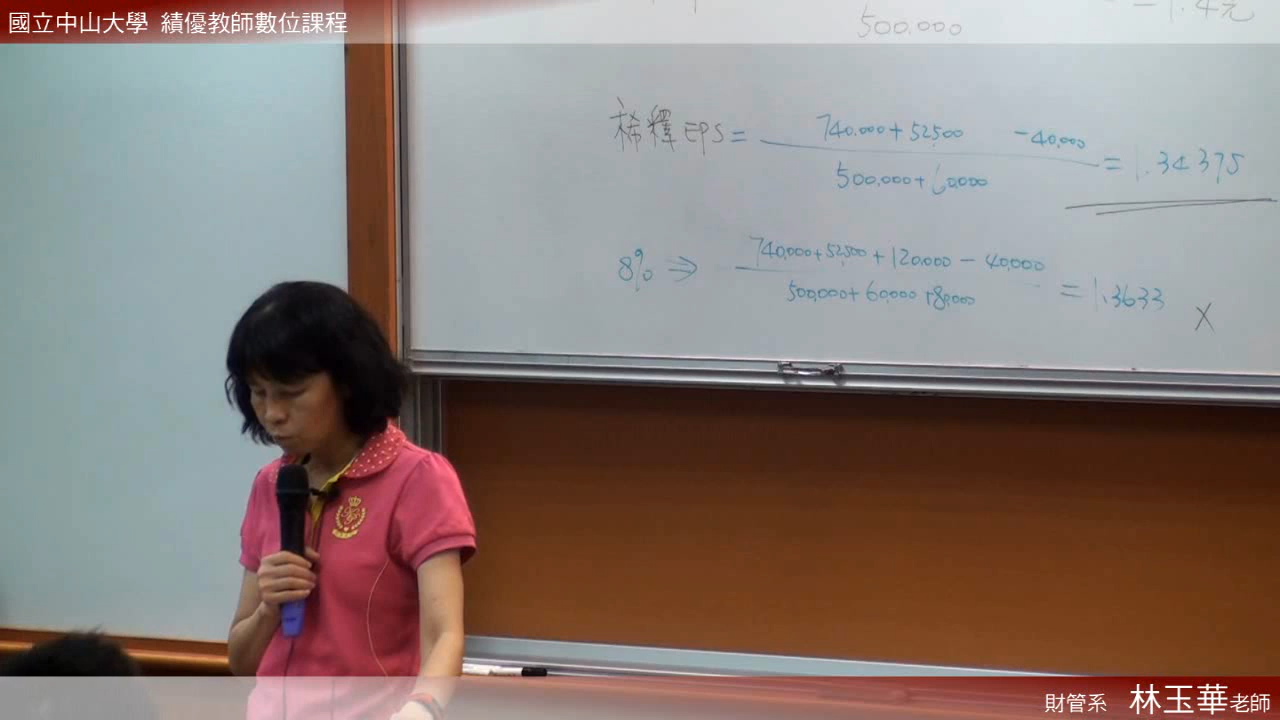 國立中山大學 績優教師數位課程
500.000
= 1.4元
稀釋EPS = 740,000+52,500 -40,000 = 1.34375
500,000+60,000
8% ⇒ 740,000+52,500+120,000-40,000 = 1.3633 X
500,000+60,000+80,000
財管系 林玉華老師